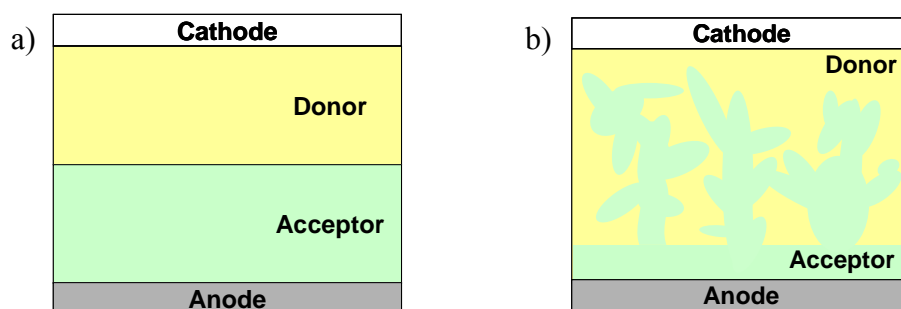 a)
Cathode
Donor
Acceptor
Anode
b)
Cathode
Donor
Acceptor
Anode